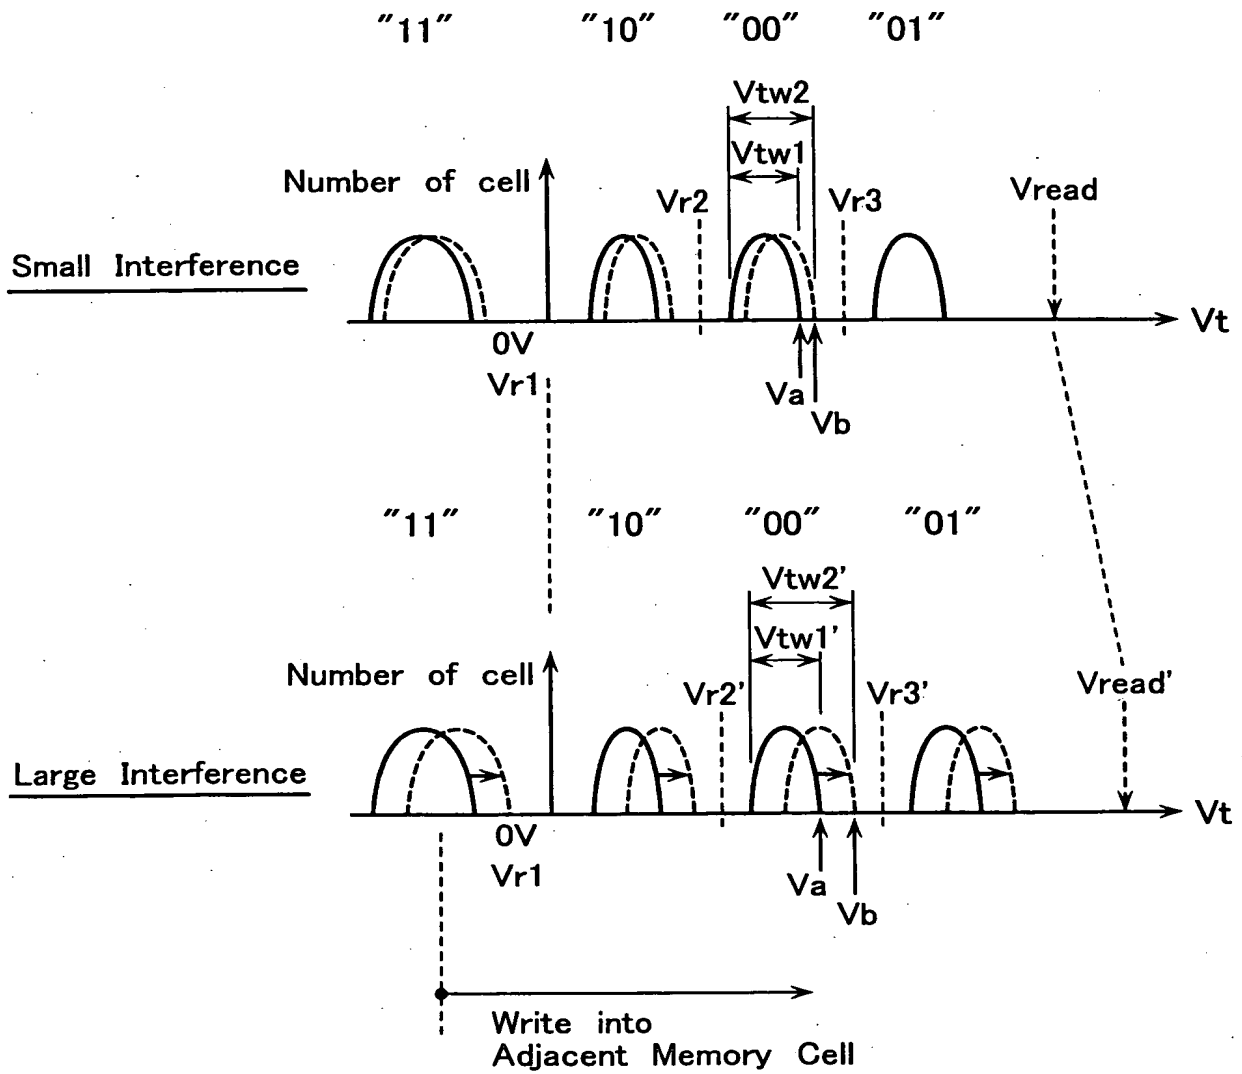 "11" "10" "00" "01"
Vtw2
Vtw1
Number of cell
Vr2
Vr3
Vread
Small Interference
Vt
0V
Vr1
Va
Vb
"11" "10" "00" "01"
Vtw2'
Vtw1'
Number of cell
Vr2'
Vr3'
Vread'
Large Interference
Vt
0V
Vr1
Va
Vb
Write into
Adjacent Memory Cell